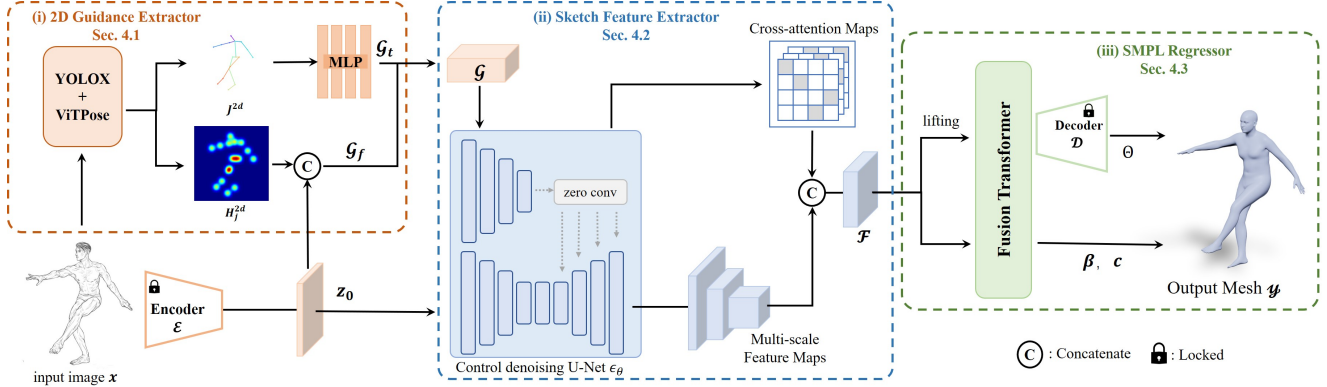 (i) 2D Guidance Extractor
Sec. 4.1
YOLOX
+
ViTPose
J^{2d}
MLP
𝒢_t
H_j^{2d}
C
𝒢_f
input image 𝒙
Encoder
ℰ
z_0
(ii) Sketch Feature Extractor
Sec. 4.2
𝒢
zero conv
Control denoising U-Net ϵ_θ
Cross-attention Maps
C
Multi-scale
Feature Maps
ℱ
(iii) SMPL Regressor
Sec. 4.3
lifting
Fusion Transformer
Decoder
𝒟
Θ
β, c
Output Mesh 𝒚
C : Concatenate : Locked